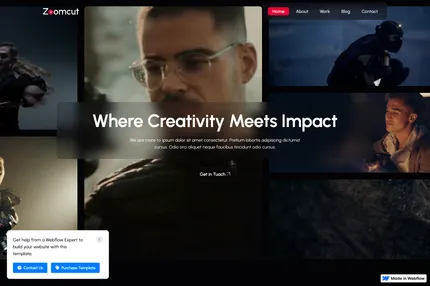 Zoomcut
Home About Work Blog Contact
Where Creativity Meets Impact
We are more to ipsum dolor sit amet consectetur. Pretium lobortis adipiscing dictumst
cursus. Odio orci aliquet neque faucibus tincidunt odio cursus.
Get in Tuoch
Get help from a Webflow Expert to
build your website with this
template.
Contact Us Purchase Template
Made in Webflow